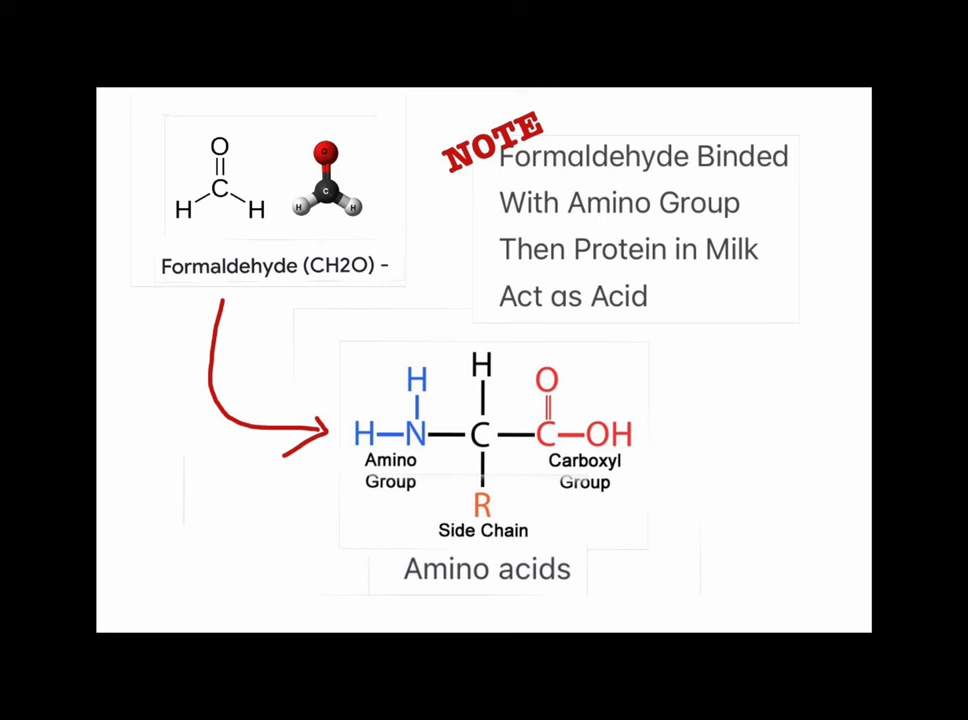 NOTE
Formaldehyde Binded
With Amino Group
Then Protein in Milk
Act as Acid
O
C
H H
O
C
H H
Formaldehyde (CH2O) -
H
H O
H N C C OH
Amino
Group
Carboxyl
Group
R
Side Chain
Amino acids